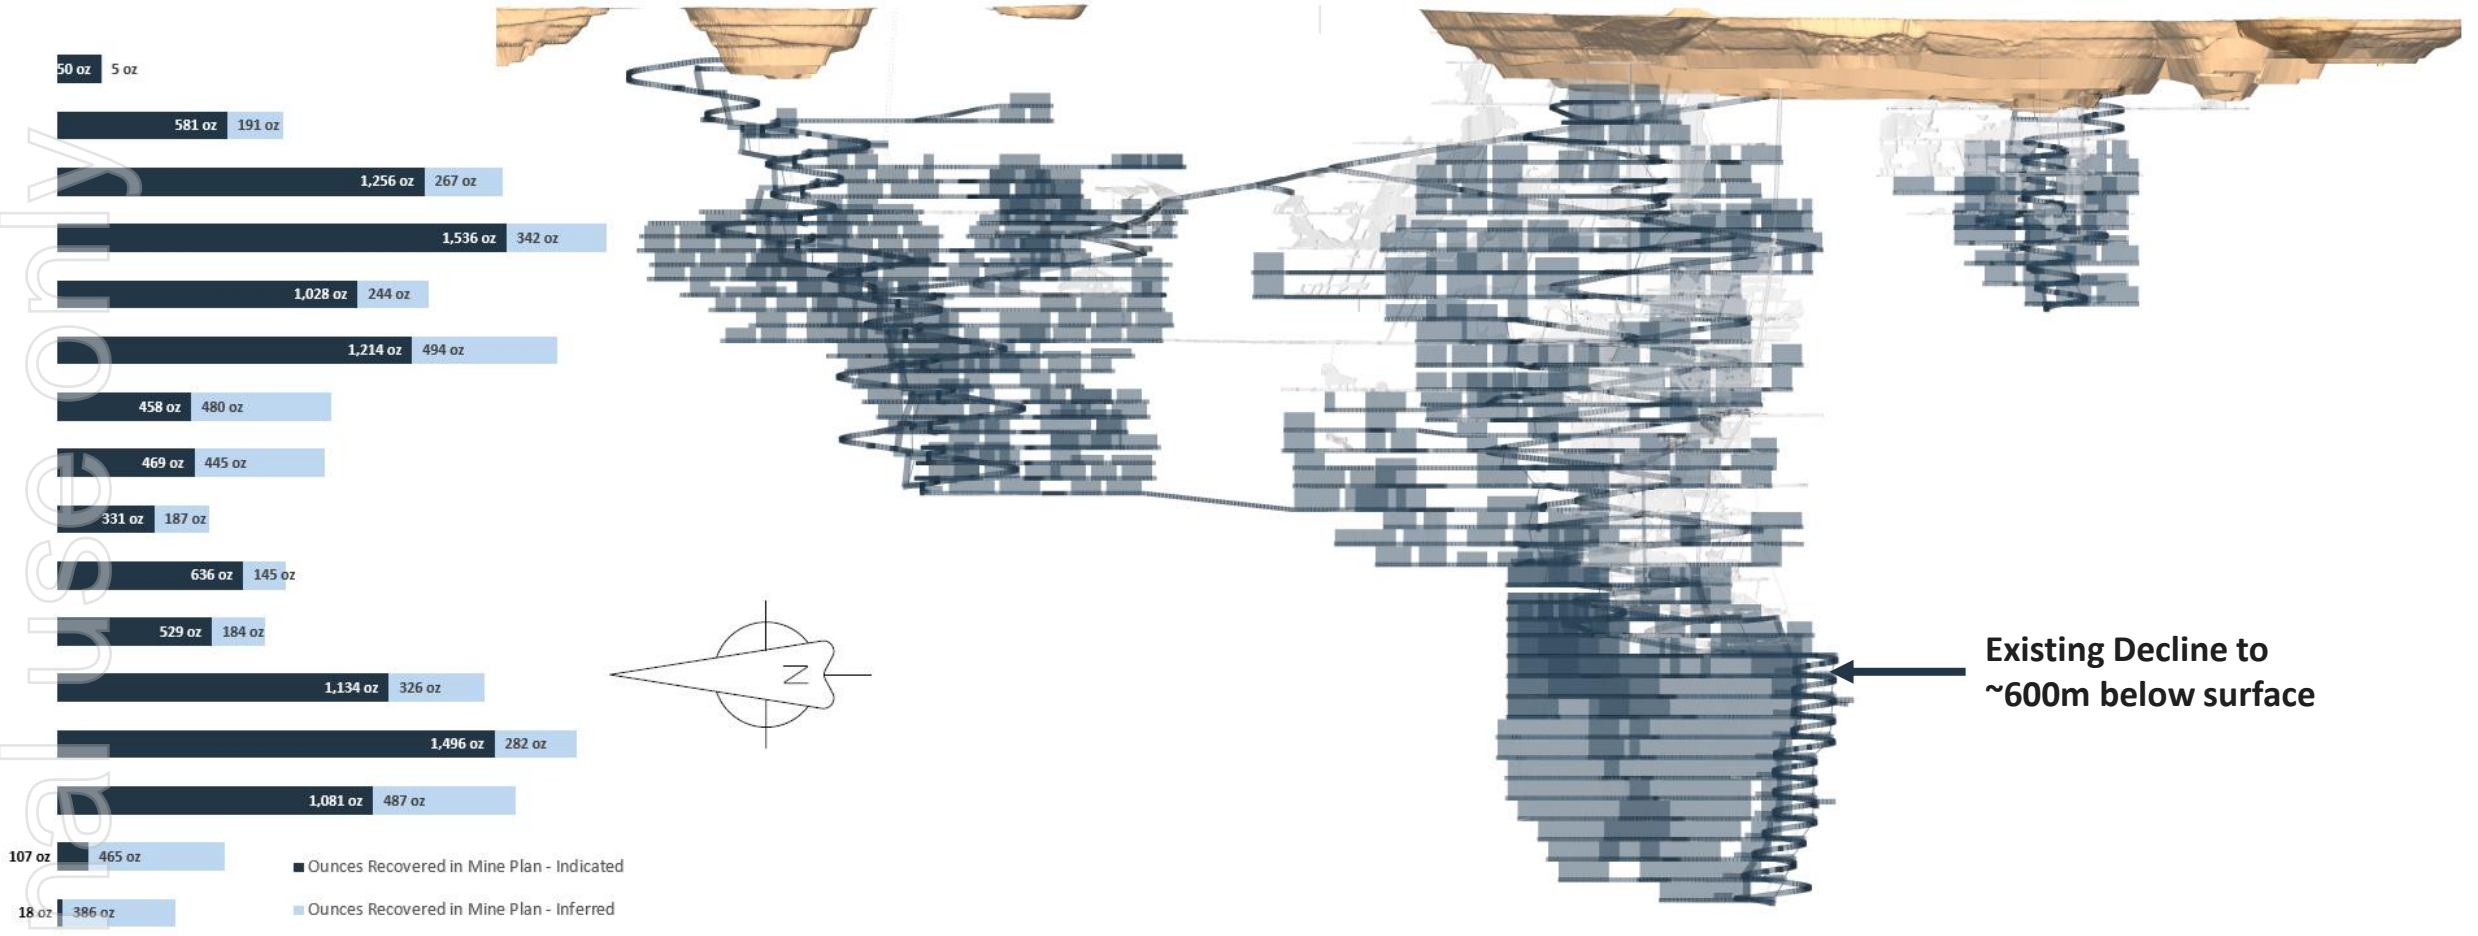 50 oz 5 oz
581 oz 191 oz
1,256 oz 267 oz
1,536 oz 342 oz
1,028 oz 244 oz
1,214 oz 494 oz
458 oz 480 oz
469 oz 445 oz
331 oz 187 oz
636 oz 145 oz
529 oz 184 oz
1,134 oz 326 oz
1,496 oz 282 oz
1,081 oz 487 oz
107 oz 465 oz
18 oz 386 oz
Ounces Recovered in Mine Plan - Indicated
Ounces Recovered in Mine Plan - Inferred
N
Existing Decline to
~600m below surface
nal use only